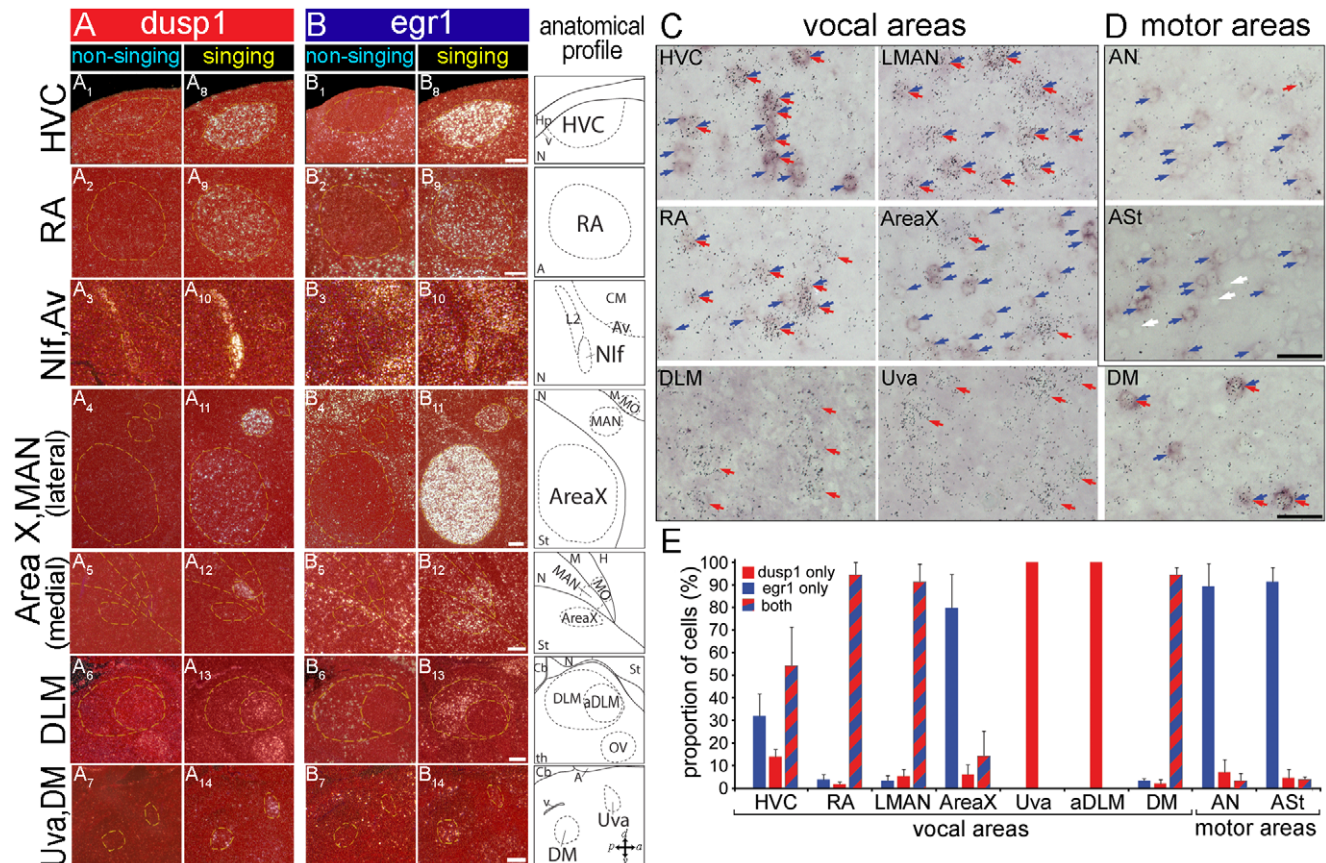 A
dusp1
non-singing
singing
B
egr1
non-singing
singing
anatomical
profile
HVC
A1
A8
B1
B8
Hp
v
HVC
N
RA
A2
A9
B2
B9
RA
A
NIf,Av
A3
A10
B3
B10
CM
L2
Av
NIf
N
Area X,MAN
(lateral)
A4
A11
B4
B11
N
M
MO
MAN
AreaX
St
(medial)
A5
A12
B5
B12
M
H
N
MAN
MO
AreaX
St
DLM
A6
A13
B6
B13
Cb
N
St
DLM
aDLM
OV
th
Uva,DM
A7
A14
B7
B14
Cb
A
v
Uva
DM
d
p
a
v
C
vocal areas
HVC
LMAN
RA
AreaX
DLM
Uva
D
motor areas
AN
ASt
DM
E
proportion of cells (%)
100
90
80
70
60
50
40
30
20
10
0
dusp1 only
egr1 only
both
HVC RA LMAN AreaX Uva aDLM DM AN ASt
vocal areas
motor areas